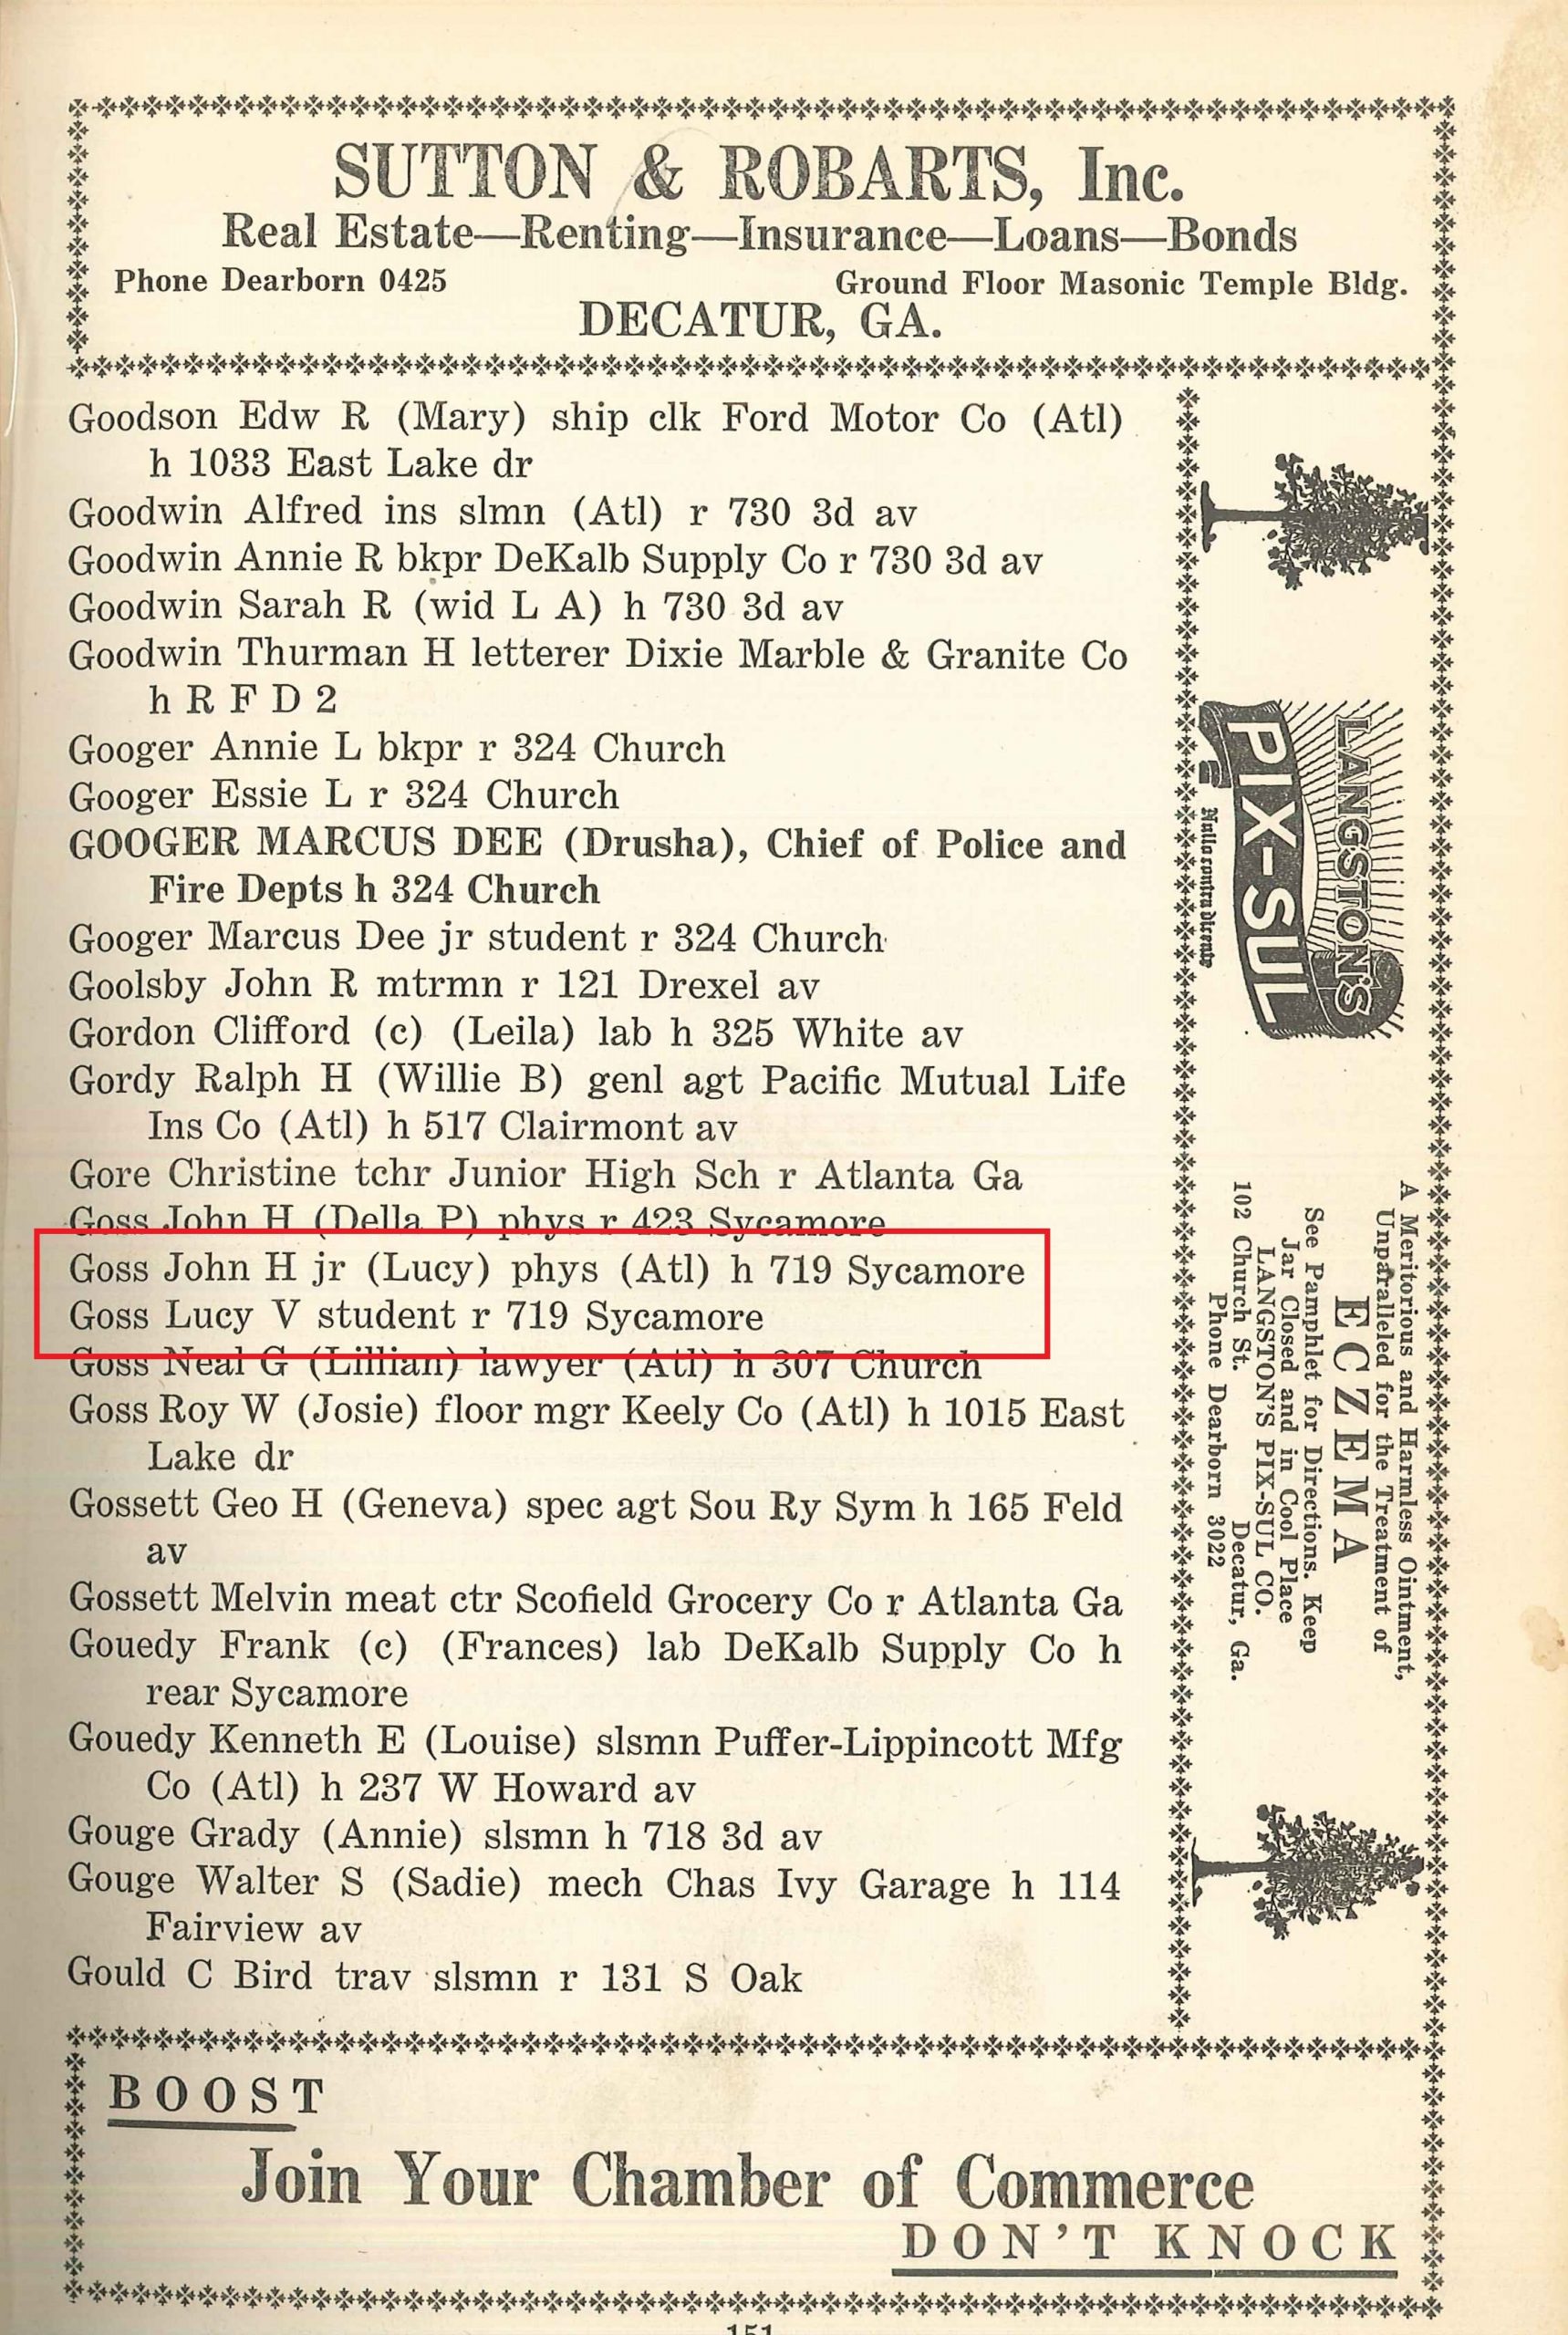 SUTTON & ROBARTS, Inc.
Real Estate—Renting—Insurance—Loans—Bonds
Phone Dearborn 0425 Ground Floor Masonic Temple Bldg.
DECATUR, GA.
Goodson Edw R (Mary) ship clk Ford Motor Co (Atl)
h 1033 East Lake dr
Goodwin Alfred ins slmn (Atl) r 730 3d av
Goodwin Annie R bkpr DeKalb Supply Co r 730 3d av
Goodwin Sarah R (wid L A) h 730 3d av
Goodwin Thurman H letterer Dixie Marble & Granite Co
h R F D 2
Googer Annie L bkpr r 324 Church
Googer Essie L r 324 Church
GOOGER MARCUS DEE (Drusha), Chief of Police and
Fire Depts h 324 Church
Googer Marcus Dee jr student r 324 Church
Goolsby John R mtrmn r 121 Drexel av
Gordon Clifford (c) (Leila) lab h 325 White av
Gordy Ralph H (Willie B) genl agt Pacific Mutual Life
Ins Co (Atl) h 517 Clairmont av
Gore Christine tchr Junior High Sch r Atlanta Ga
Goss John H (Della P) phys r 423 Sycamore
Goss John H jr (Lucy) phys (Atl) h 719 Sycamore
Goss Lucy V student r 719 Sycamore
Goss Neal G (Lillian) lawyer (Atl) h 307 Church
Goss Roy W (Josie) floor mgr Keely Co (Atl) h 1015 East
Lake dr
Gossett Geo H (Geneva) spec agt Sou Ry Sym h 165 Feld
av
Gossett Melvin meat ctr Scofield Grocery Co r Atlanta Ga
Gouedy Frank (c) (Frances) lab DeKalb Supply Co h
rear Sycamore
Gouedy Kenneth E (Louise) slsmn Puffer-Lippincott Mfg
Co (Atl) h 237 W Howard av
Gouge Grady (Annie) slsmn h 718 3d av
Gouge Walter S (Sadie) mech Chas Ivy Garage h 114
Fairview av
Gould C Bird trav slsmn r 131 S Oak
LANGSTON'S
PIX-SUL
Nulla contra dicenty
A Meritorious and Harmless Ointment,
Unparalleled for the Treatment of
ECZEMA
See Pamphlet for Directions. Keep
Jar Closed and in Cool Place
LANGSTON'S PIX-SUL CO.
102 Church St. Decatur, Ga.
Phone Dearborn 3022
BOOST
Join Your Chamber of Commerce
DON'T KNOCK
151